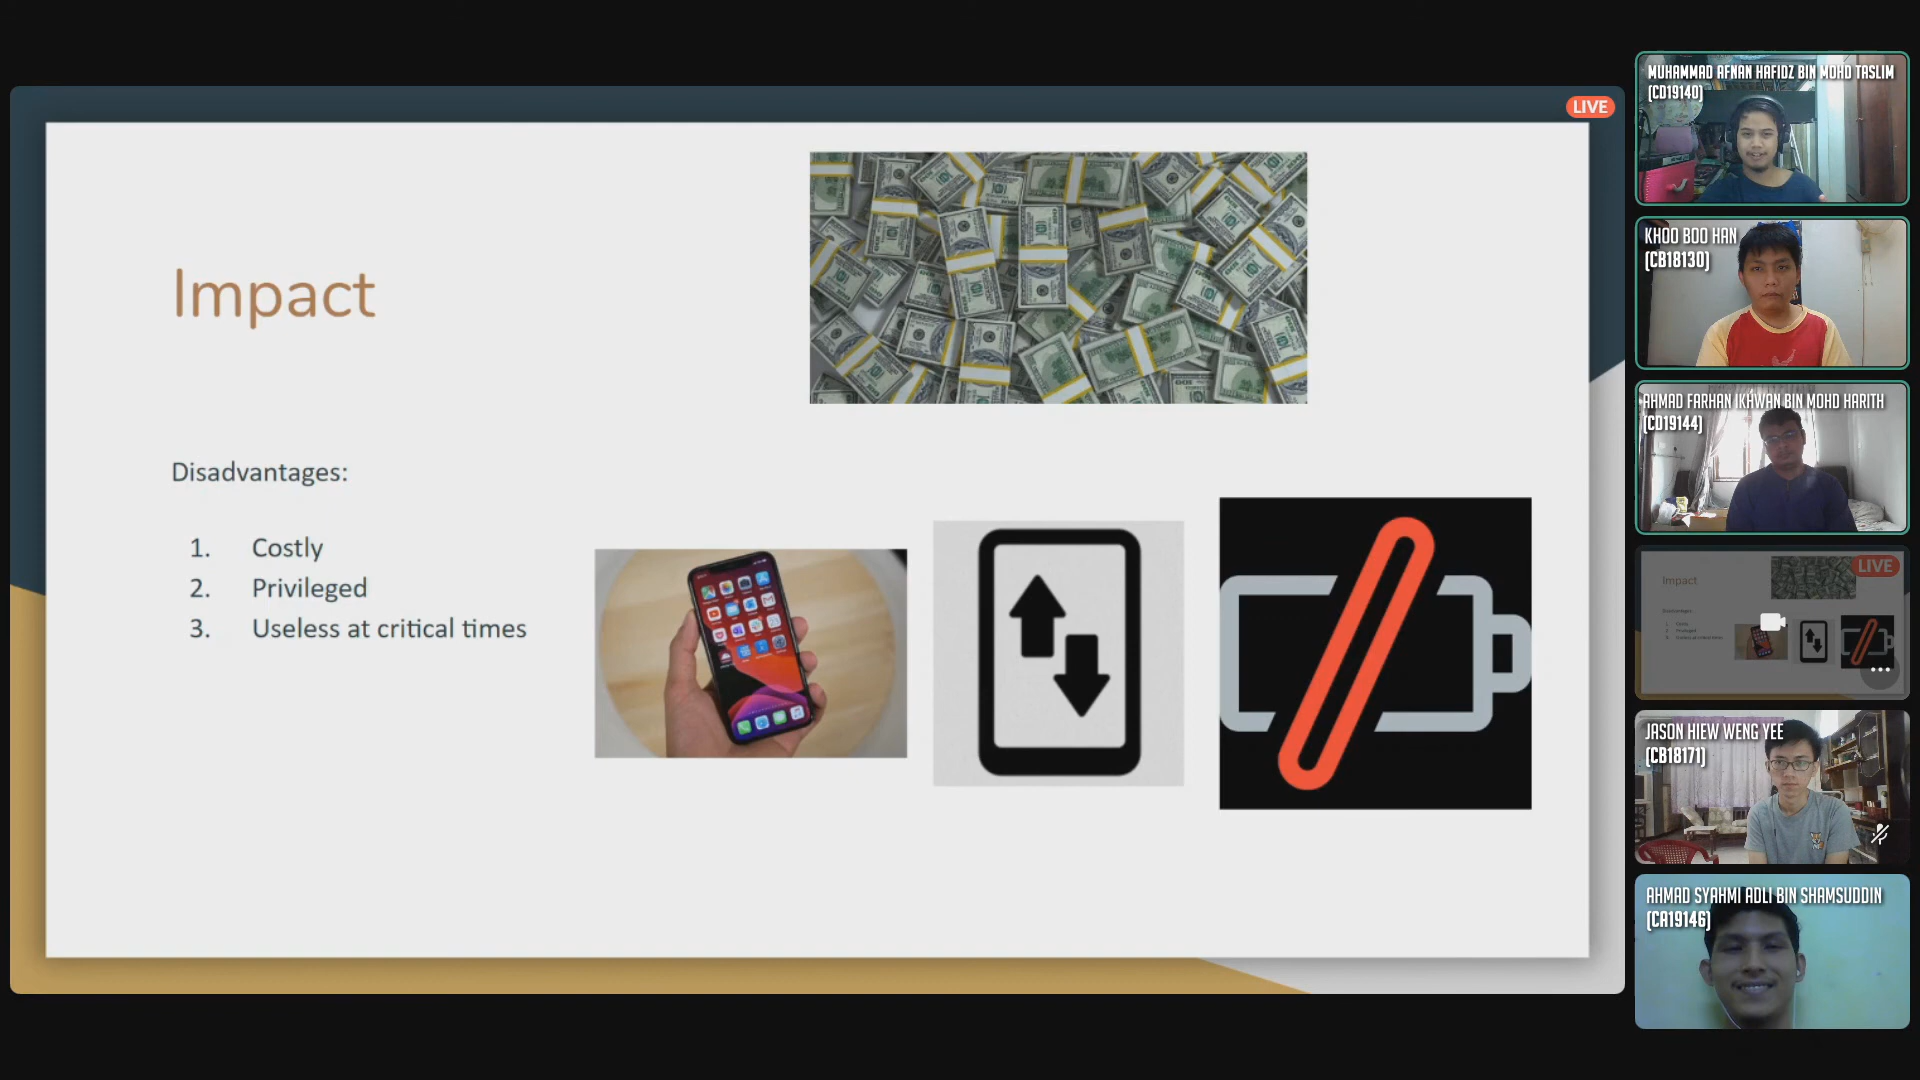 LIVE
Impact
Disadvantages:
1. Costly
2. Privileged
3. Useless at critical times
MUHAMMAD AFNAN HAFIDZ BIN MOHD TASLIM
(CD19140)
KHOO BOO HAN
(CB18130)
AHMAD FARHAN IKHWAN BIN MOHD HARITH
(CD19144)
LIVE
Impact
JASON HIEW WENG YEE
(CB18171)
AHMAD SYAHMI ADLI BIN SHAMSUDDIN
(CA19146)